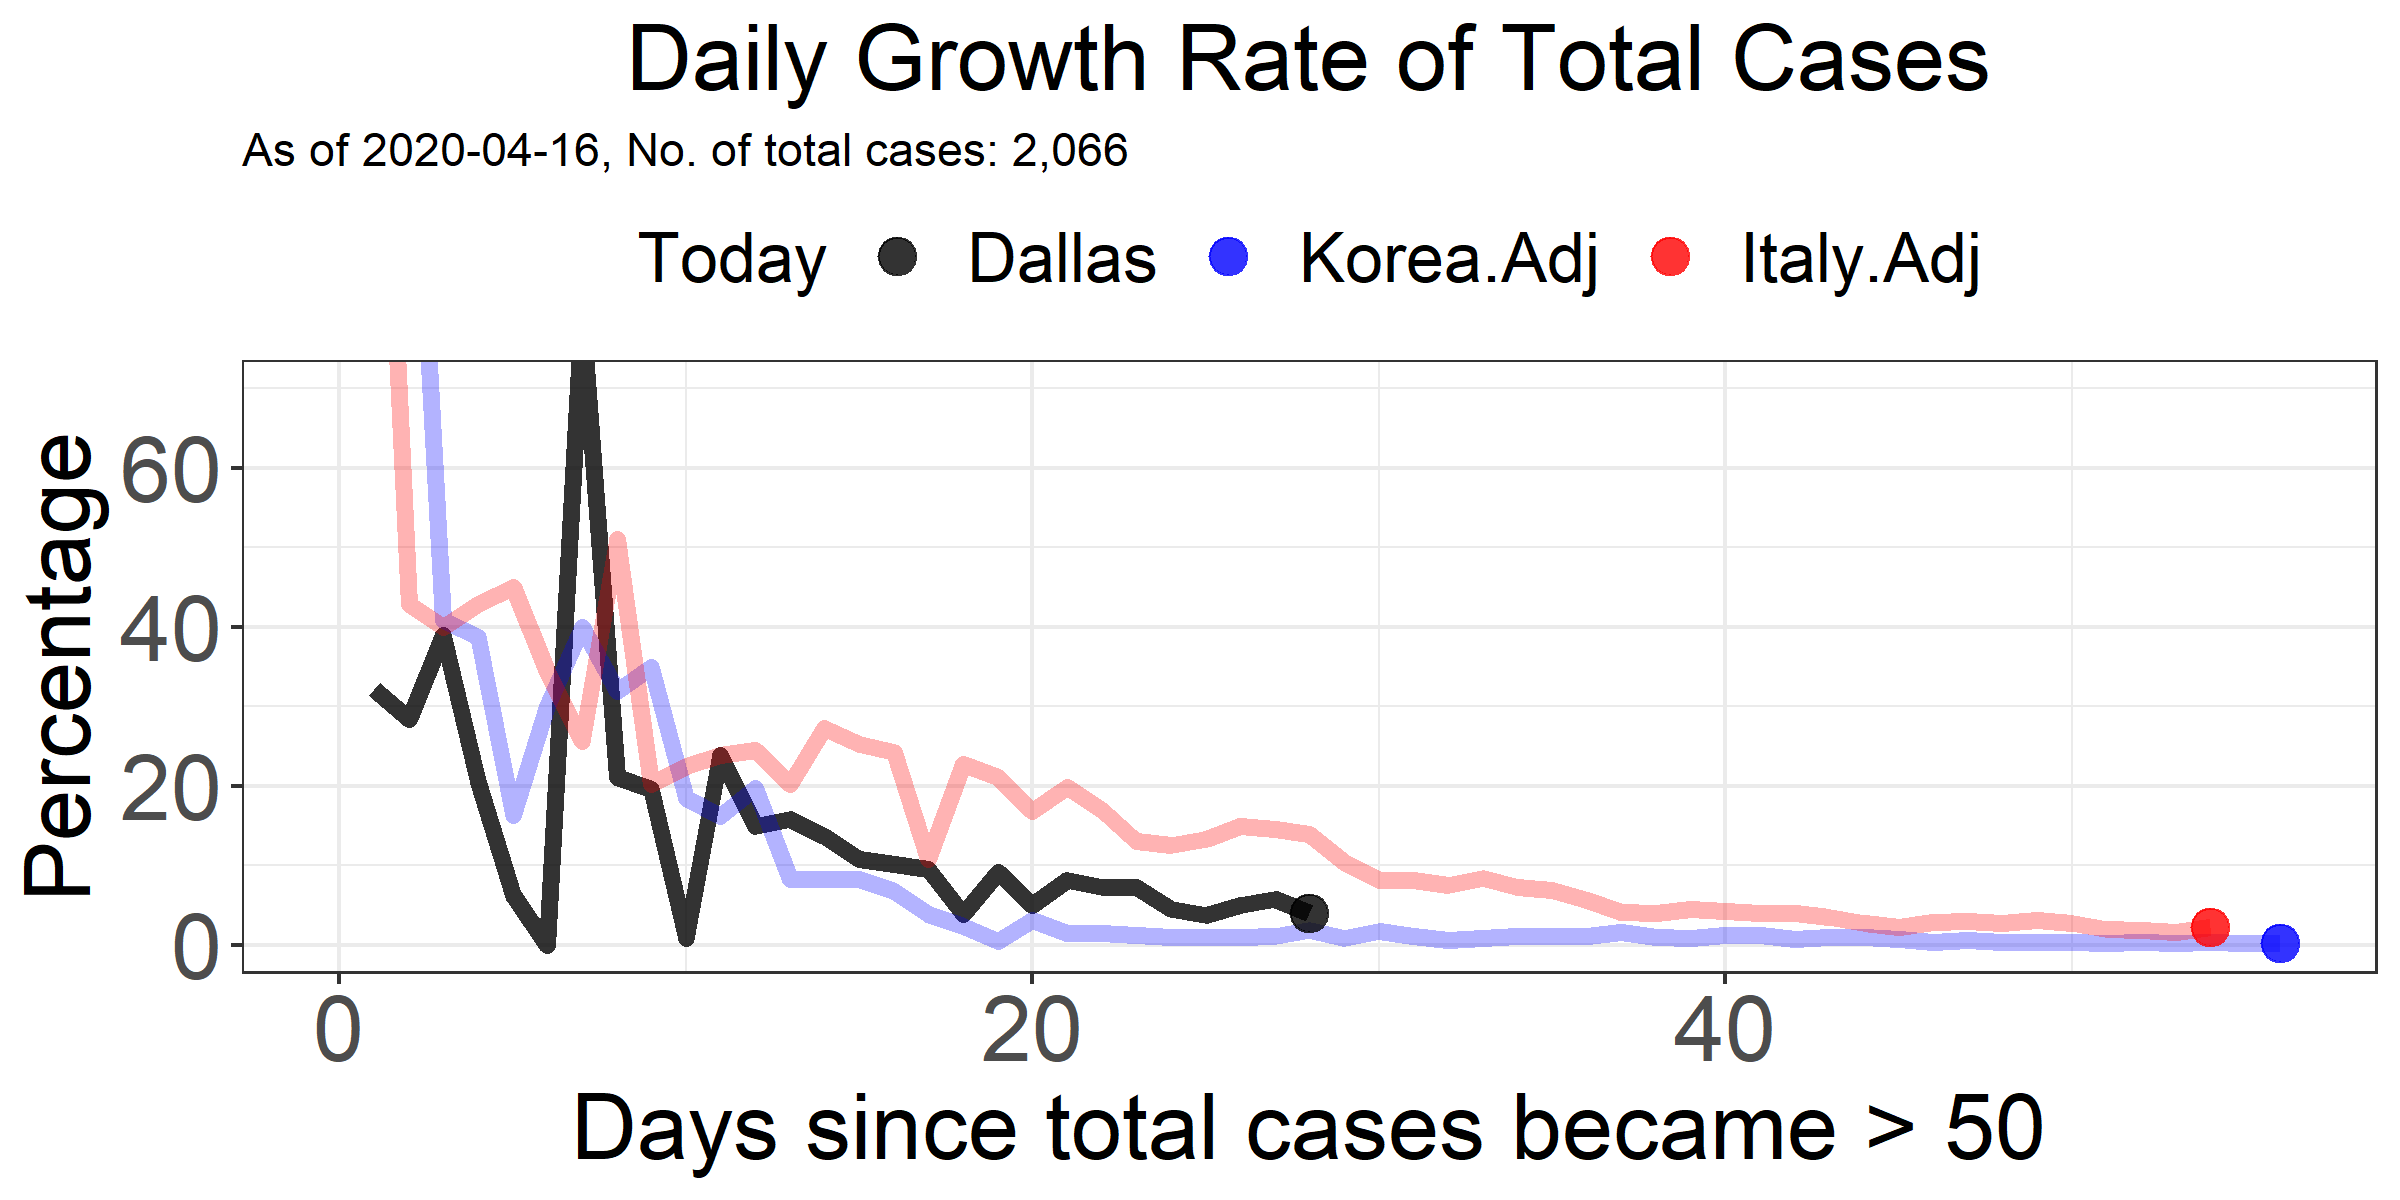 Daily Growth Rate of Total Cases
As of 2020-04-16, No. of total cases: 2,066
Today Dallas Korea.Adj Italy.Adj
Percentage
60
40
20
0
0 20 40
Days since total cases became > 50